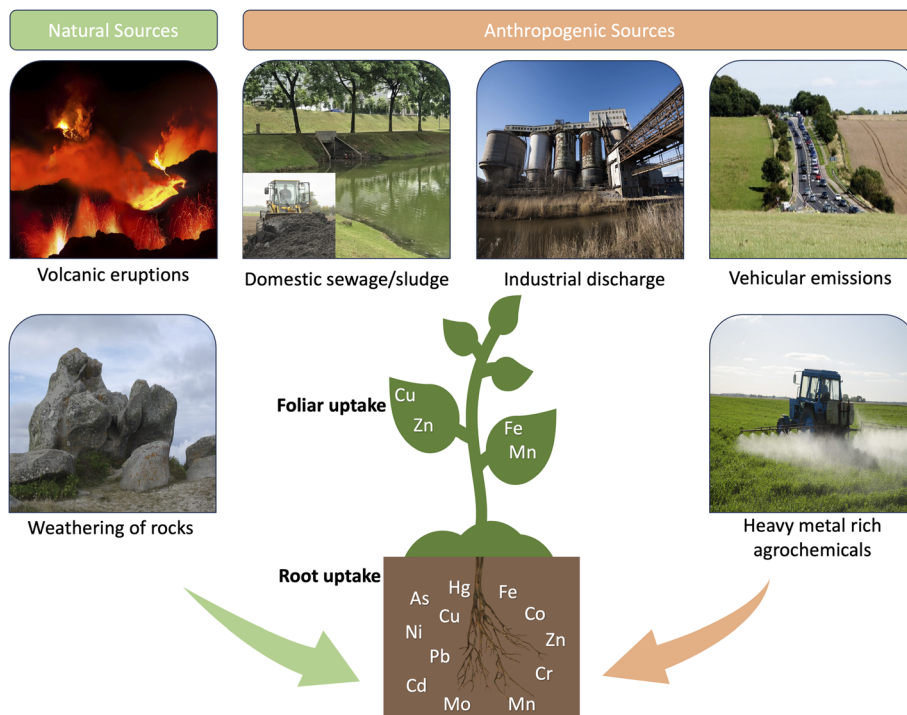 Natural Sources
Anthropogenic Sources
Volcanic eruptions
Domestic sewage/sludge
Industrial discharge
Vehicular emissions
Foliar uptake
Cu
Zn
Fe
Mn
Weathering of rocks
Heavy metal rich
agrochemicals
Root uptake
As
Hg
Fe
Cu
Co
Ni
Zn
Pb
Cr
Cd
Mo
Mn